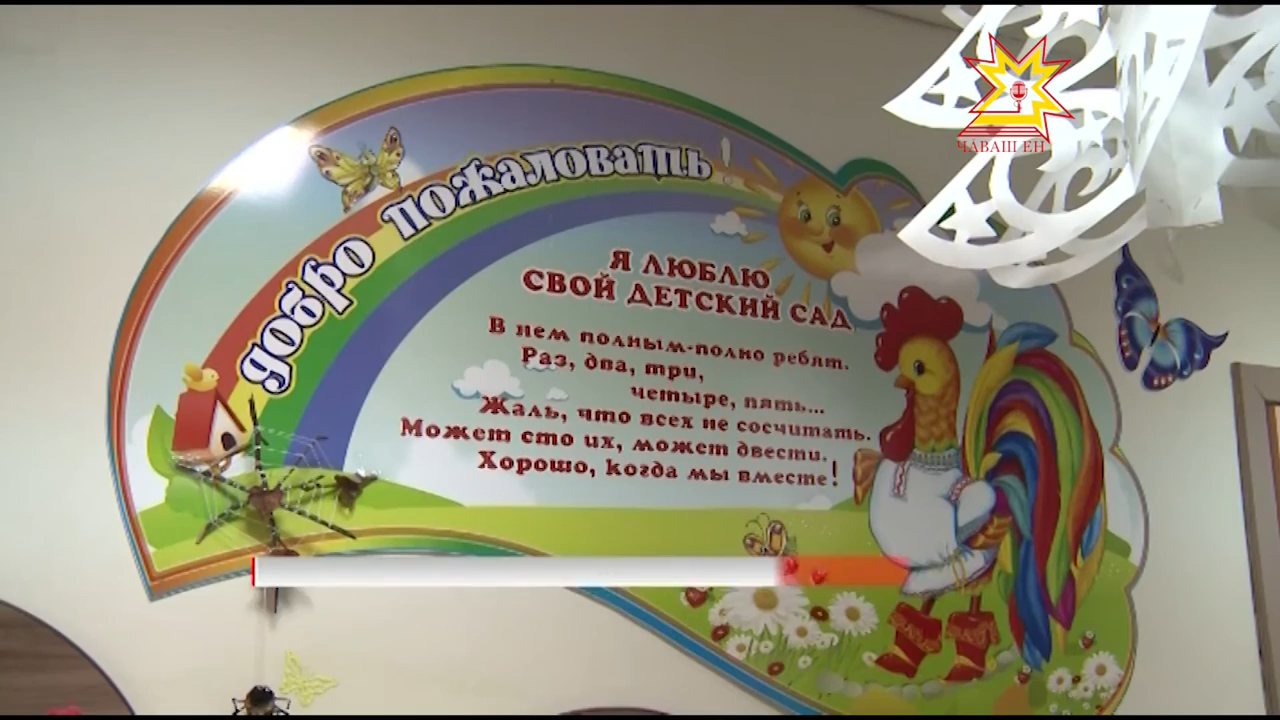 ЧӐВАШ ЕН
добро пожаловать!
Я ЛЮБЛЮ
СВОЙ ДЕТСКИЙ САД
В нем полным-полно ребят.
Раз, два, три,
четыре, пять...
Жаль, что всех не сосчитать.
Может сто их, может двести.
Хорошо, когда мы вместе!